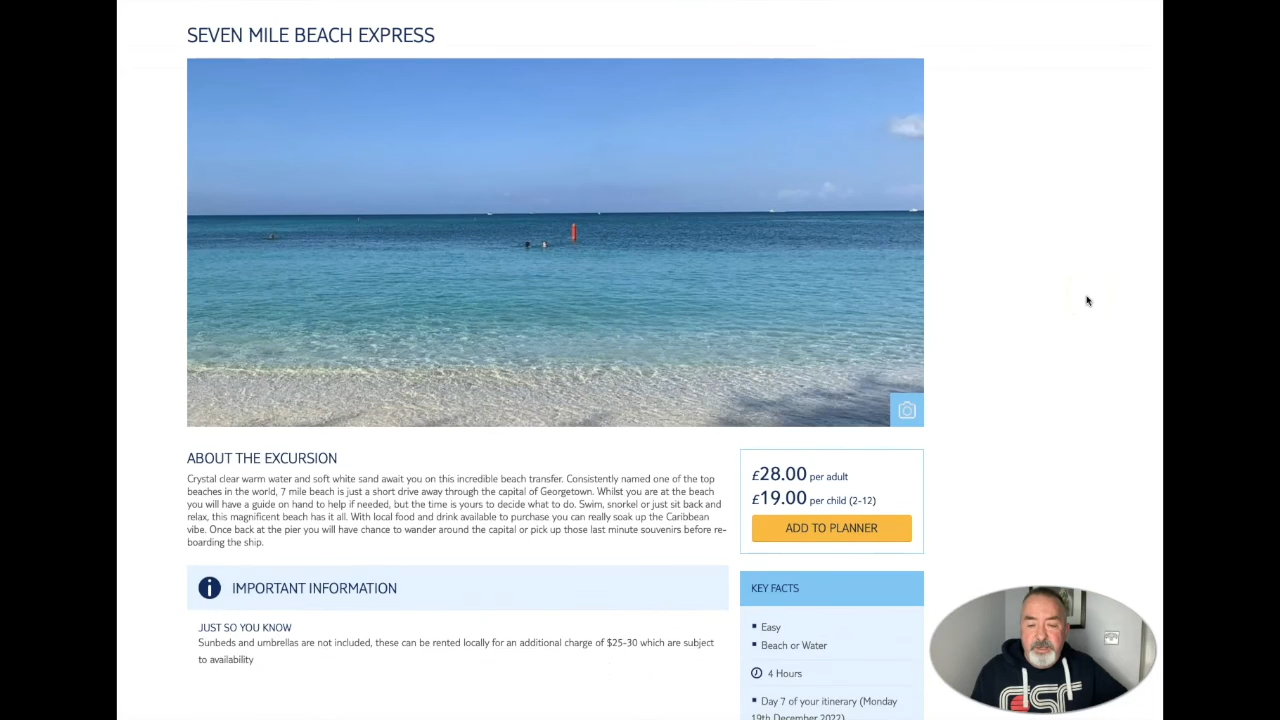 SEVEN MILE BEACH EXPRESS
ABOUT THE EXCURSION
Crystal clear warm water and soft white sand await you on this incredible beach transfer. Consistently named one of the top
beaches in the world, 7 mile beach is just a short drive away through the capital of Georgetown. Whilst you are at the beach
you will have a guide on hand to help if needed, but the time is yours to decide what to do. Swim, snorkel or just sit back and
relax, this magnificent beach has it all. With local food and drink available to purchase you can really soak up the Caribbean
vibe. Once back at the pier you will have chance to wander around the capital or pick up those last minute souvenirs before re-
boarding the ship.
IMPORTANT INFORMATION
JUST SO YOU KNOW
Sunbeds and umbrellas are not included, these can be rented locally for an additional charge of $25-30 which are subject
to availability
£28.00 per adult
£19.00 per child (2-12)
ADD TO PLANNER
KEY FACTS
Easy
Beach or Water
4 Hours
Day 7 of your itinerary (Monday
19th December 2022)